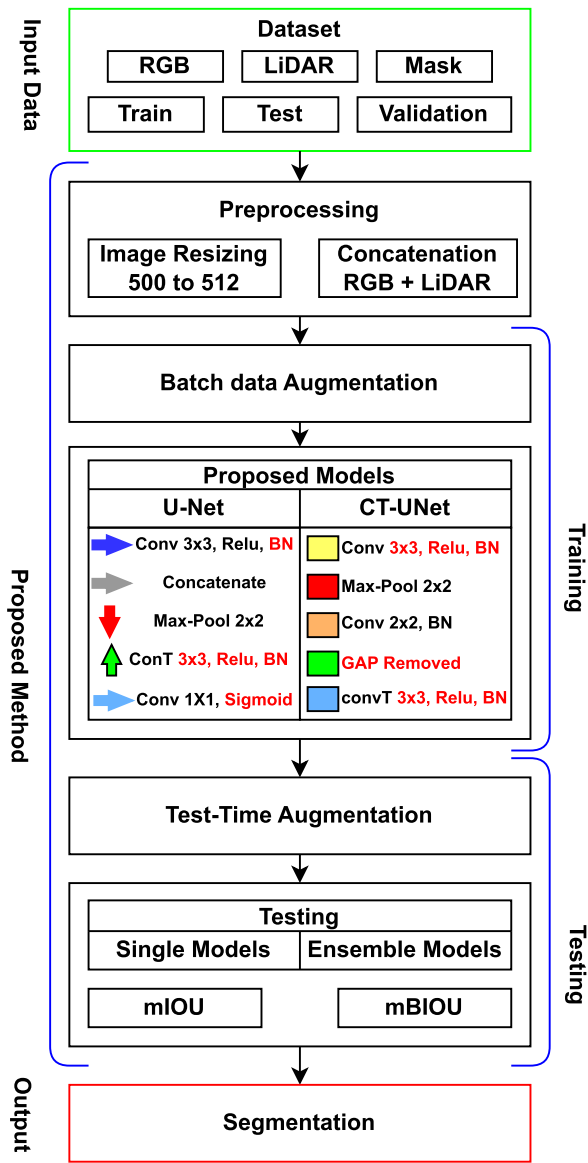 Input Data
Dataset
RGB
LiDAR
Mask
Train
Test
Validation
Proposed Method
Preprocessing
Image Resizing
500 to 512
Concatenation
RGB + LiDAR
Training
Batch data Augmentation
Proposed Models
U-Net
CT-UNet
Conv 3x3, Relu, BN
Conv 3x3, Relu, BN
Concatenate
Max-Pool 2x2
Max-Pool 2x2
Conv 2x2, BN
ConT 3x3, Relu, BN
GAP Removed
Conv 1X1, Sigmoid
convT 3x3, Relu, BN
Testing
Test-Time Augmentation
Testing
Single Models
Ensemble Models
mIOU
mBIOU
Output
Segmentation